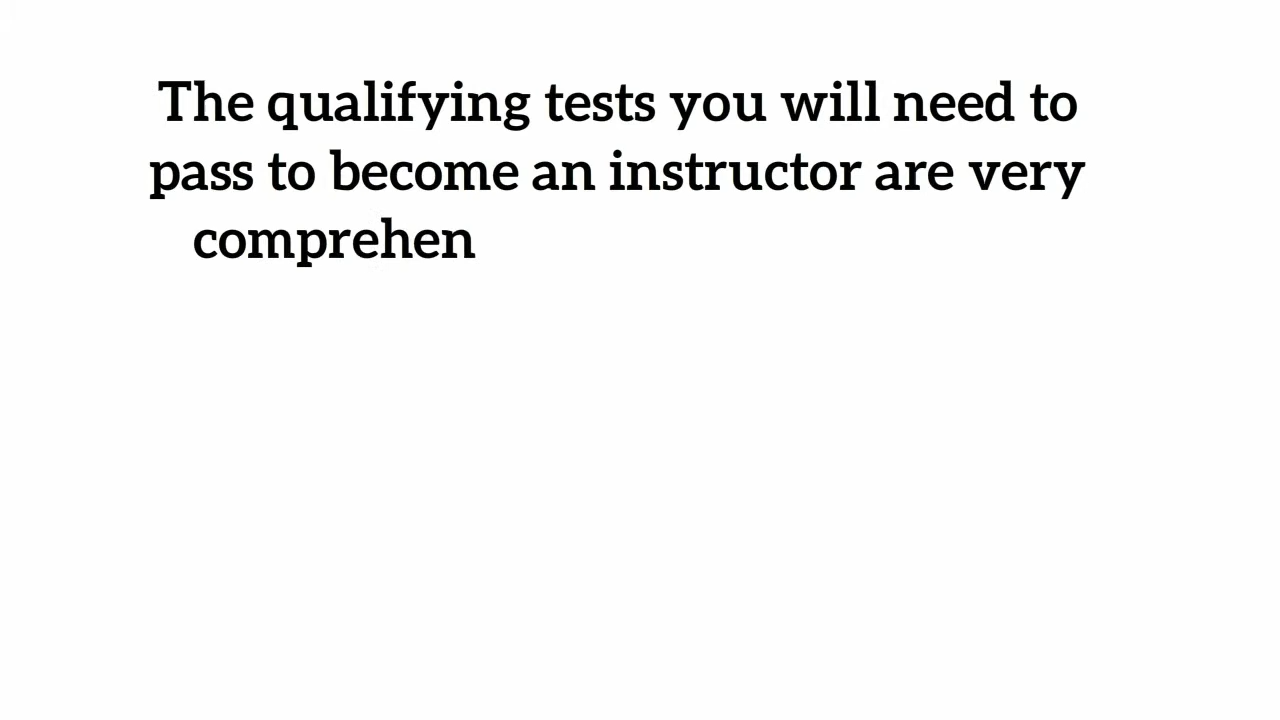 The qualifying tests you will need to
pass to become an instructor are very
comprehen